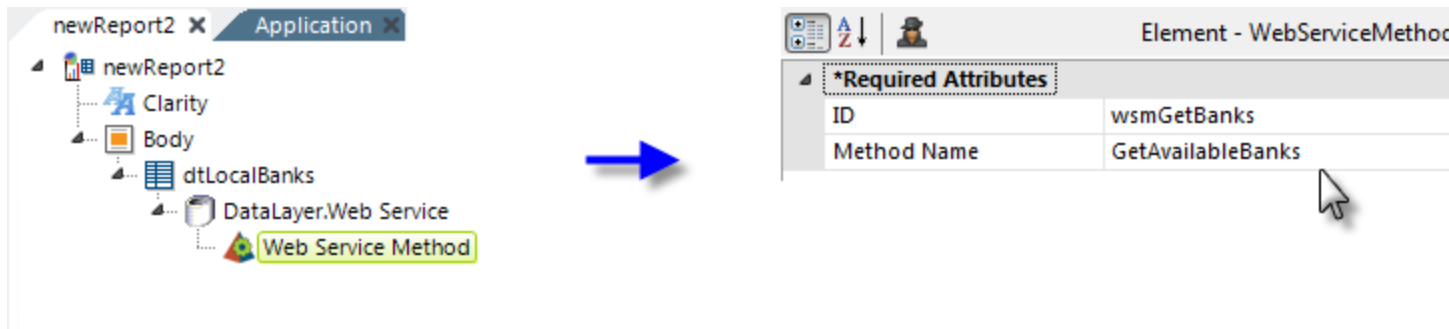 newReport2
Application
newReport2
Clarity
Body
dtLocalBanks
DataLayer.Web Service
Web Service Method
Element - WebServiceMethod
*Required Attributes
ID wsmGetBanks
Method Name GetAvailableBanks